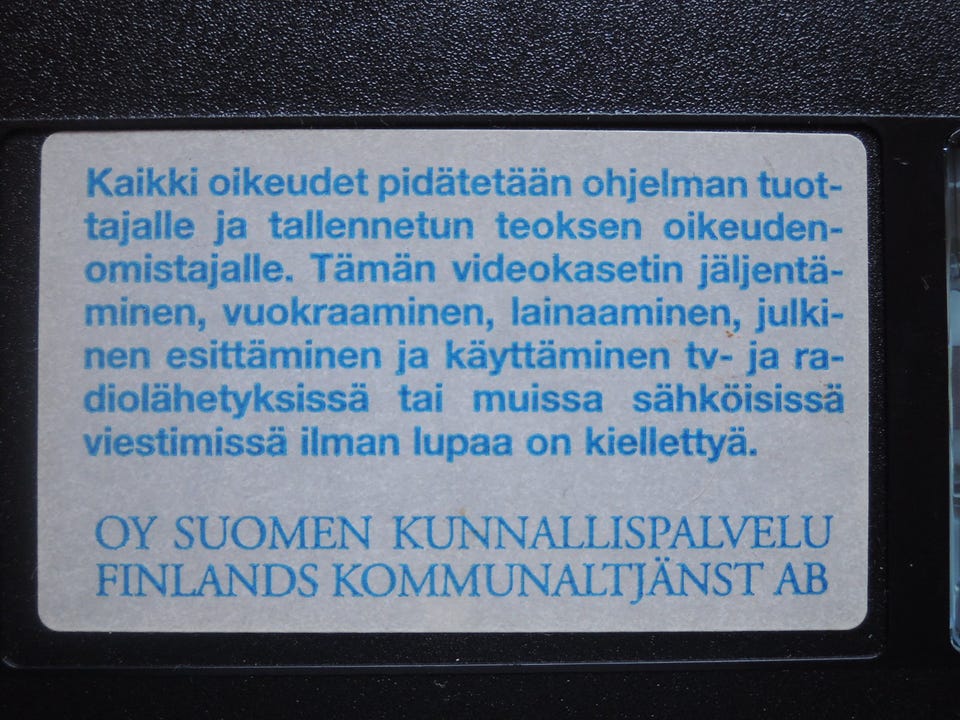 Kaikki oikeudet pidätetään ohjelman tuot-
tajalle ja tallennetun teoksen oikeuden-
omistajalle. Tämän videokasetin jäljentä-
minen, vuokraaminen, lainaaminen, julki-
nen esittäminen ja käyttäminen tv- ja ra-
diolähetyksissä tai muissa sähköisissä
viestimissä ilman lupaa on kiellettyä.
OY SUOMEN KUNNALLISPALVELU
FINLANDS KOMMUNALTJÄNST AB